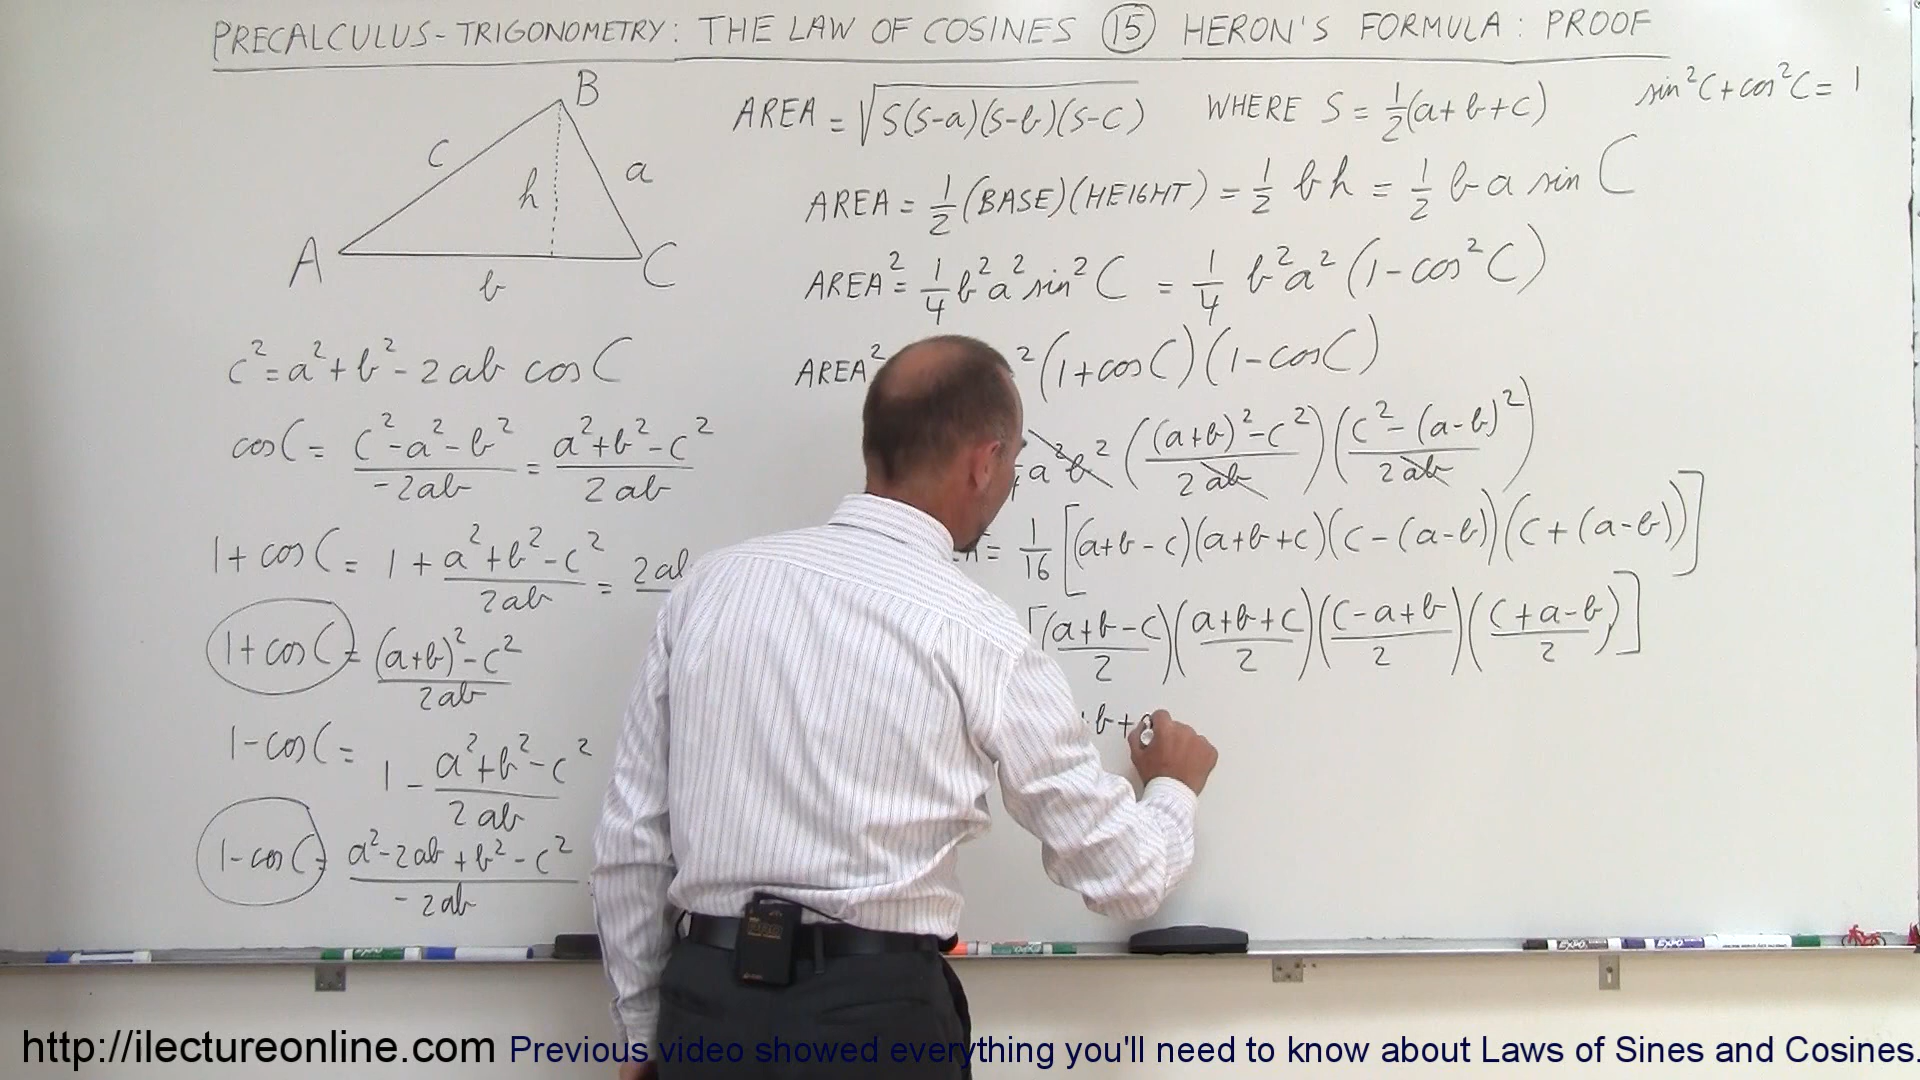 PRECALCULUS - TRIGONOMETRY: THE LAW OF COSINES (15) HERON'S FORMULA: PROOF
B
c
h
a
A
b
C
c² = a² + b² - 2ab cos C
cos C = (c² - a² - b²)/(-2ab) = (a² + b² - c²)/(2ab)
1 + cos C = 1 + (a² + b² - c²)/(2ab) =
1 + cos C = ((a+b)² - c²)/(2ab)
1 - cos C = 1 - (a² + b² - c²)/(2ab)
1 - cos C = (a² - 2ab + b² - c²)/(-2ab)
AREA = √(S(S-a)(S-b)(S-c)) WHERE S = 1/2(a+b+c)
sin²C + cos²C = 1
AREA = 1/2 (BASE)(HEIGHT) = 1/2 b h = 1/2 b a sin C
AREA² = 1/4 b² a² sin² C = 1/4 b² a² (1 - cos² C)
AREA² ² (1 + cos C)(1 - cos C)
a² b² (((a+b)² - c²)/(2ab)) ((c² - (a-b)²)/(2ab))
= 1/16 [(a+b-c)(a+b+c)(c-(a-b))(c+(a-b))]
[((a+b-c)/2)((a+b+c)/2)((c-a+b)/2)((c+a-b)/2)]
b +
EXPO
EXPO
http://ilectureonline.com Previous video showed everything you'll need to know about Laws of Sines and Cosines.